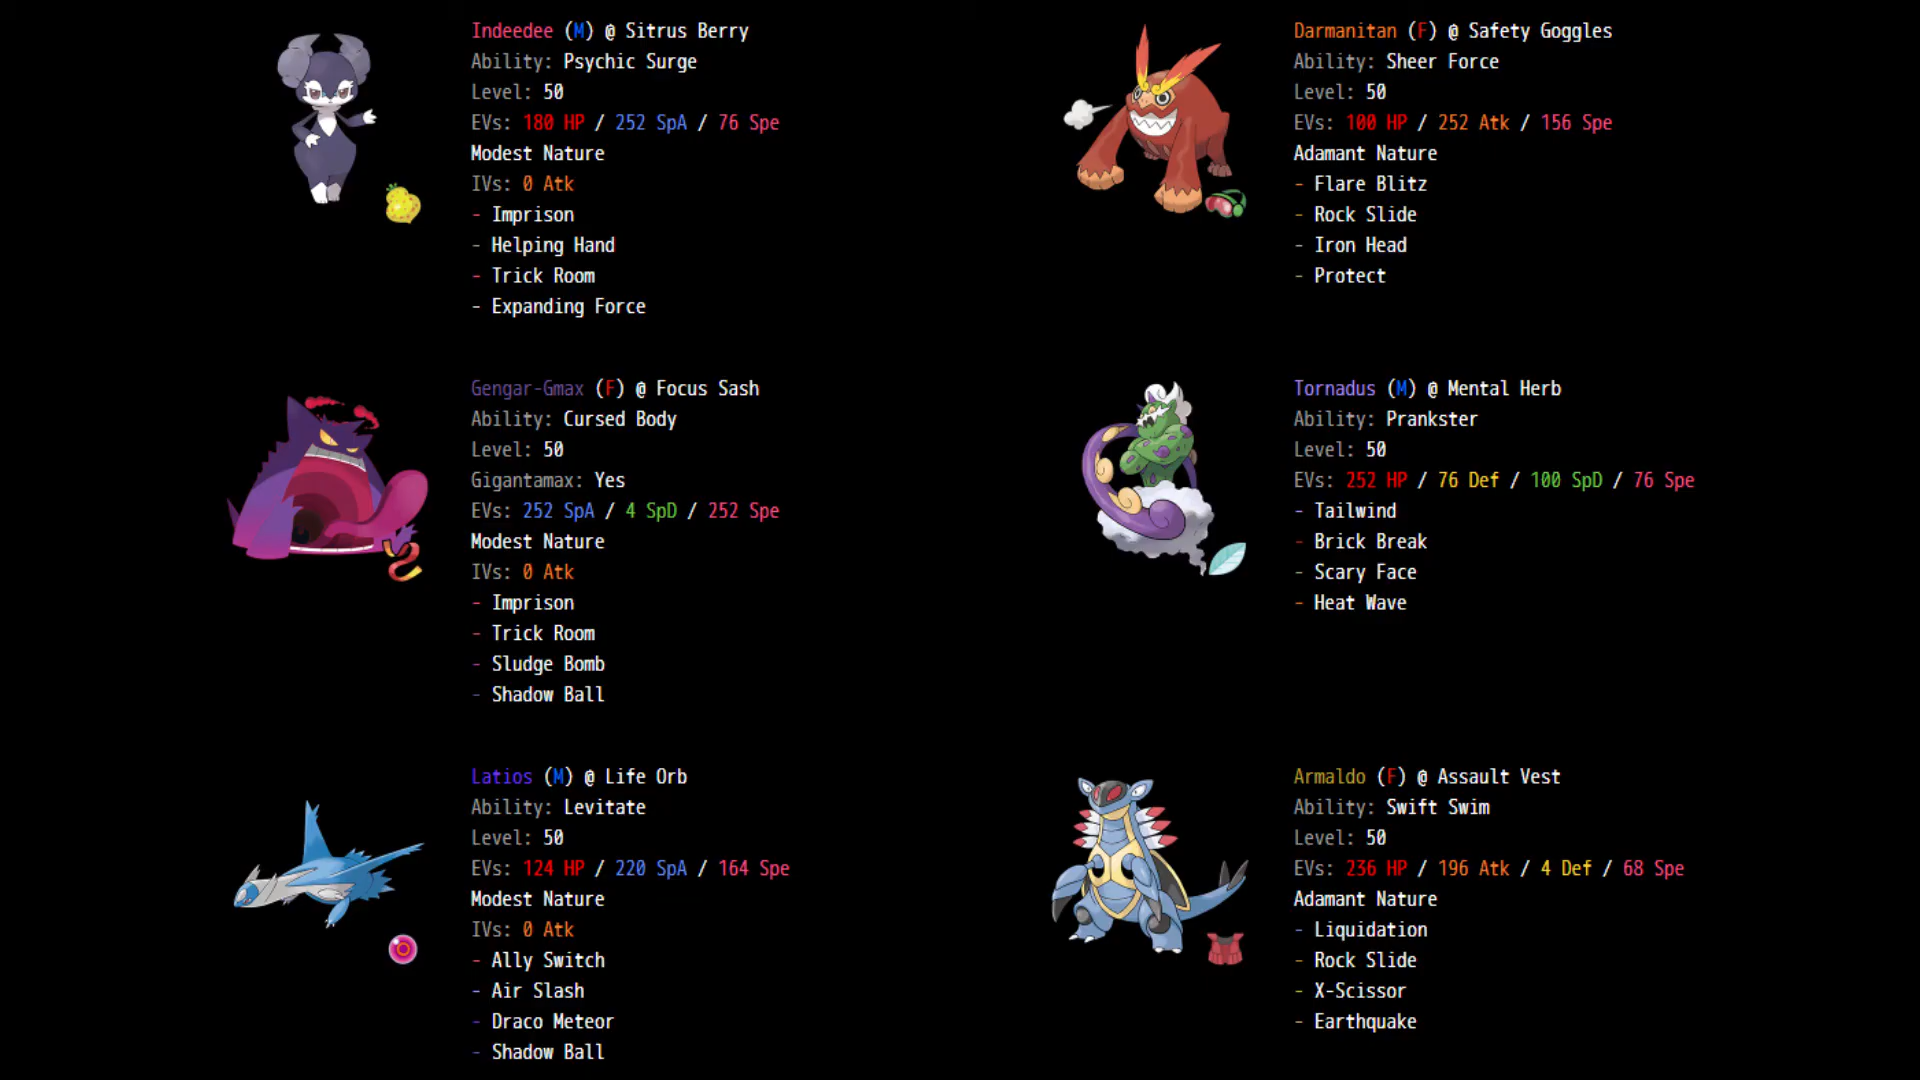 Indeedee (M) @ Sitrus Berry
Ability: Psychic Surge
Level: 50
EVs: 180 HP / 252 SpA / 76 Spe
Modest Nature
IVs: 0 Atk
- Imprison
- Helping Hand
- Trick Room
- Expanding Force
Darmanitan (F) @ Safety Goggles
Ability: Sheer Force
Level: 50
EVs: 100 HP / 252 Atk / 156 Spe
Adamant Nature
- Flare Blitz
- Rock Slide
- Iron Head
- Protect
Gengar-Gmax (F) @ Focus Sash
Ability: Cursed Body
Level: 50
Gigantamax: Yes
EVs: 252 SpA / 4 SpD / 252 Spe
Modest Nature
IVs: 0 Atk
- Imprison
- Trick Room
- Sludge Bomb
- Shadow Ball
Tornadus (M) @ Mental Herb
Ability: Prankster
Level: 50
EVs: 252 HP / 76 Def / 100 SpD / 76 Spe
- Tailwind
- Brick Break
- Scary Face
- Heat Wave
Latios (M) @ Life Orb
Ability: Levitate
Level: 50
EVs: 124 HP / 220 SpA / 164 Spe
Modest Nature
IVs: 0 Atk
- Ally Switch
- Air Slash
- Draco Meteor
- Shadow Ball
Armaldo (F) @ Assault Vest
Ability: Swift Swim
Level: 50
EVs: 236 HP / 196 Atk / 4 Def / 68 Spe
Adamant Nature
- Liquidation
- Rock Slide
- X-Scissor
- Earthquake